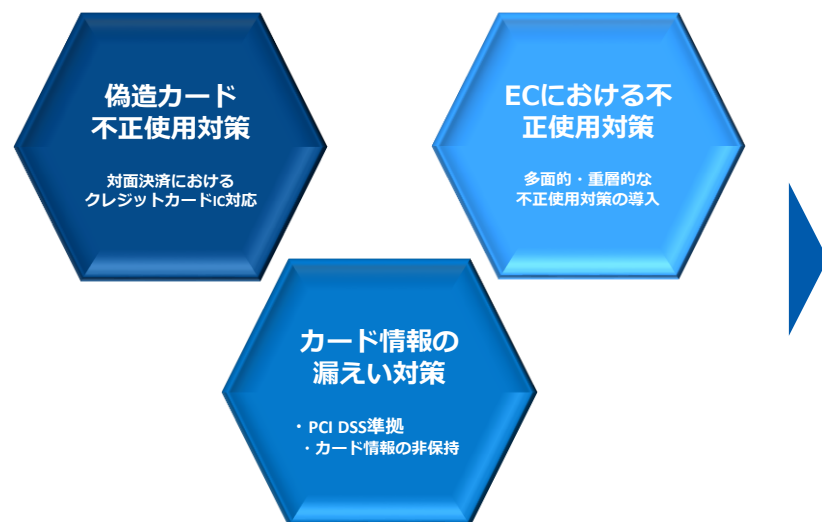 偽造カード
不正使用対策
対面決済における
クレジットカードIC対応
ECにおける不
正使用対策
多面的・重層的な
不正使用対策の導入
カード情報の
漏えい対策
・PCI DSS準拠
・カード情報の非保持